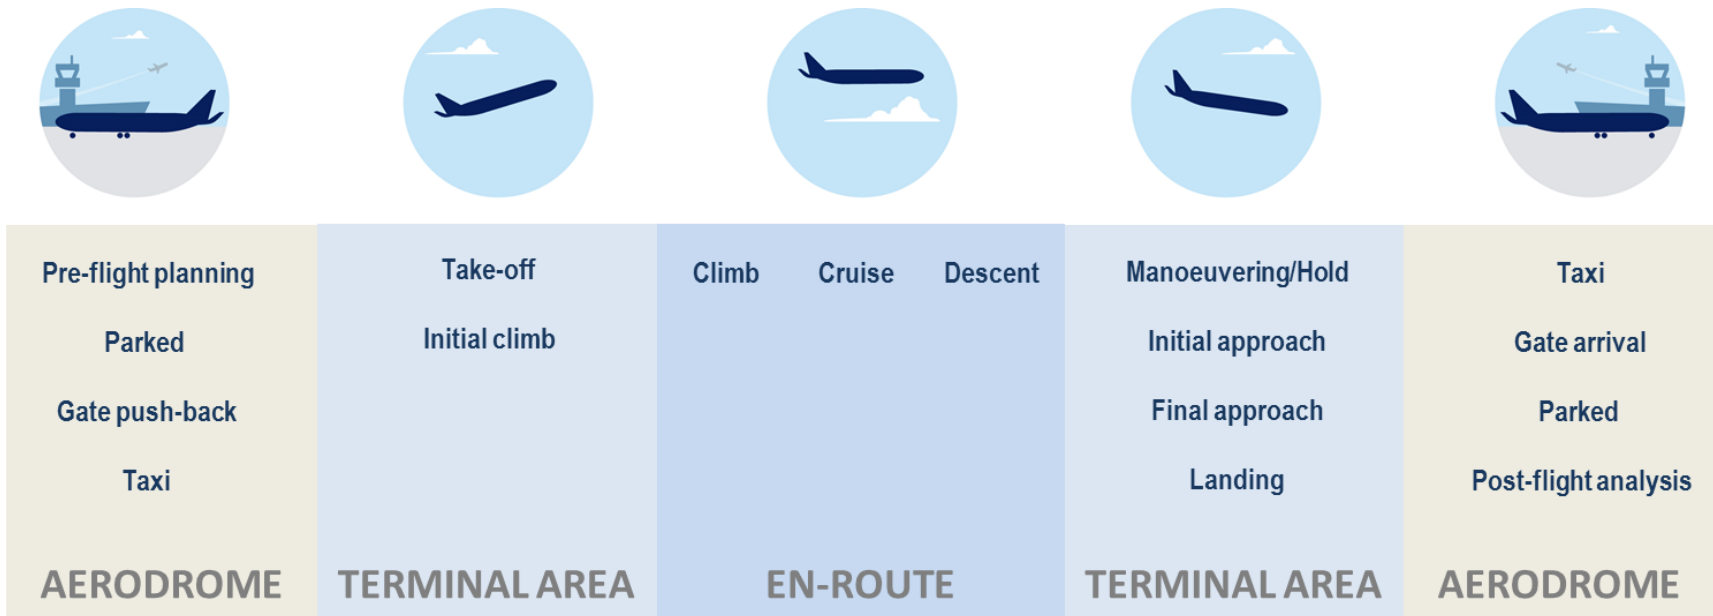 Pre-flight planning
Parked
Gate push-back
Taxi
AERODROME
Take-off
Initial climb
TERMINAL AREA
Climb Cruise Descent
EN-ROUTE
Manoeuvering/Hold
Initial approach
Final approach
Landing
TERMINAL AREA
Taxi
Gate arrival
Parked
Post-flight analysis
AERODROME